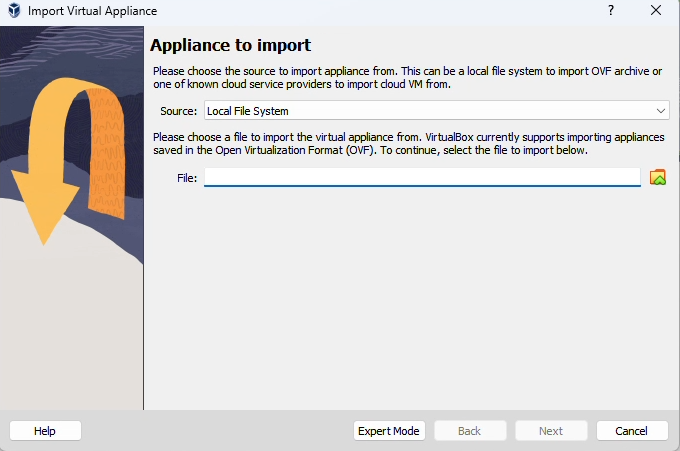 Import Virtual Appliance
?
Appliance to import
Please choose the source to import appliance from. This can be a local file system to import OVF archive or
one of known cloud service providers to import cloud VM from.
Source: Local File System
Please choose a file to import the virtual appliance from. VirtualBox currently supports importing appliances
saved in the Open Virtualization Format (OVF). To continue, select the file to import below.
File:
Help Expert Mode Back Next Cancel